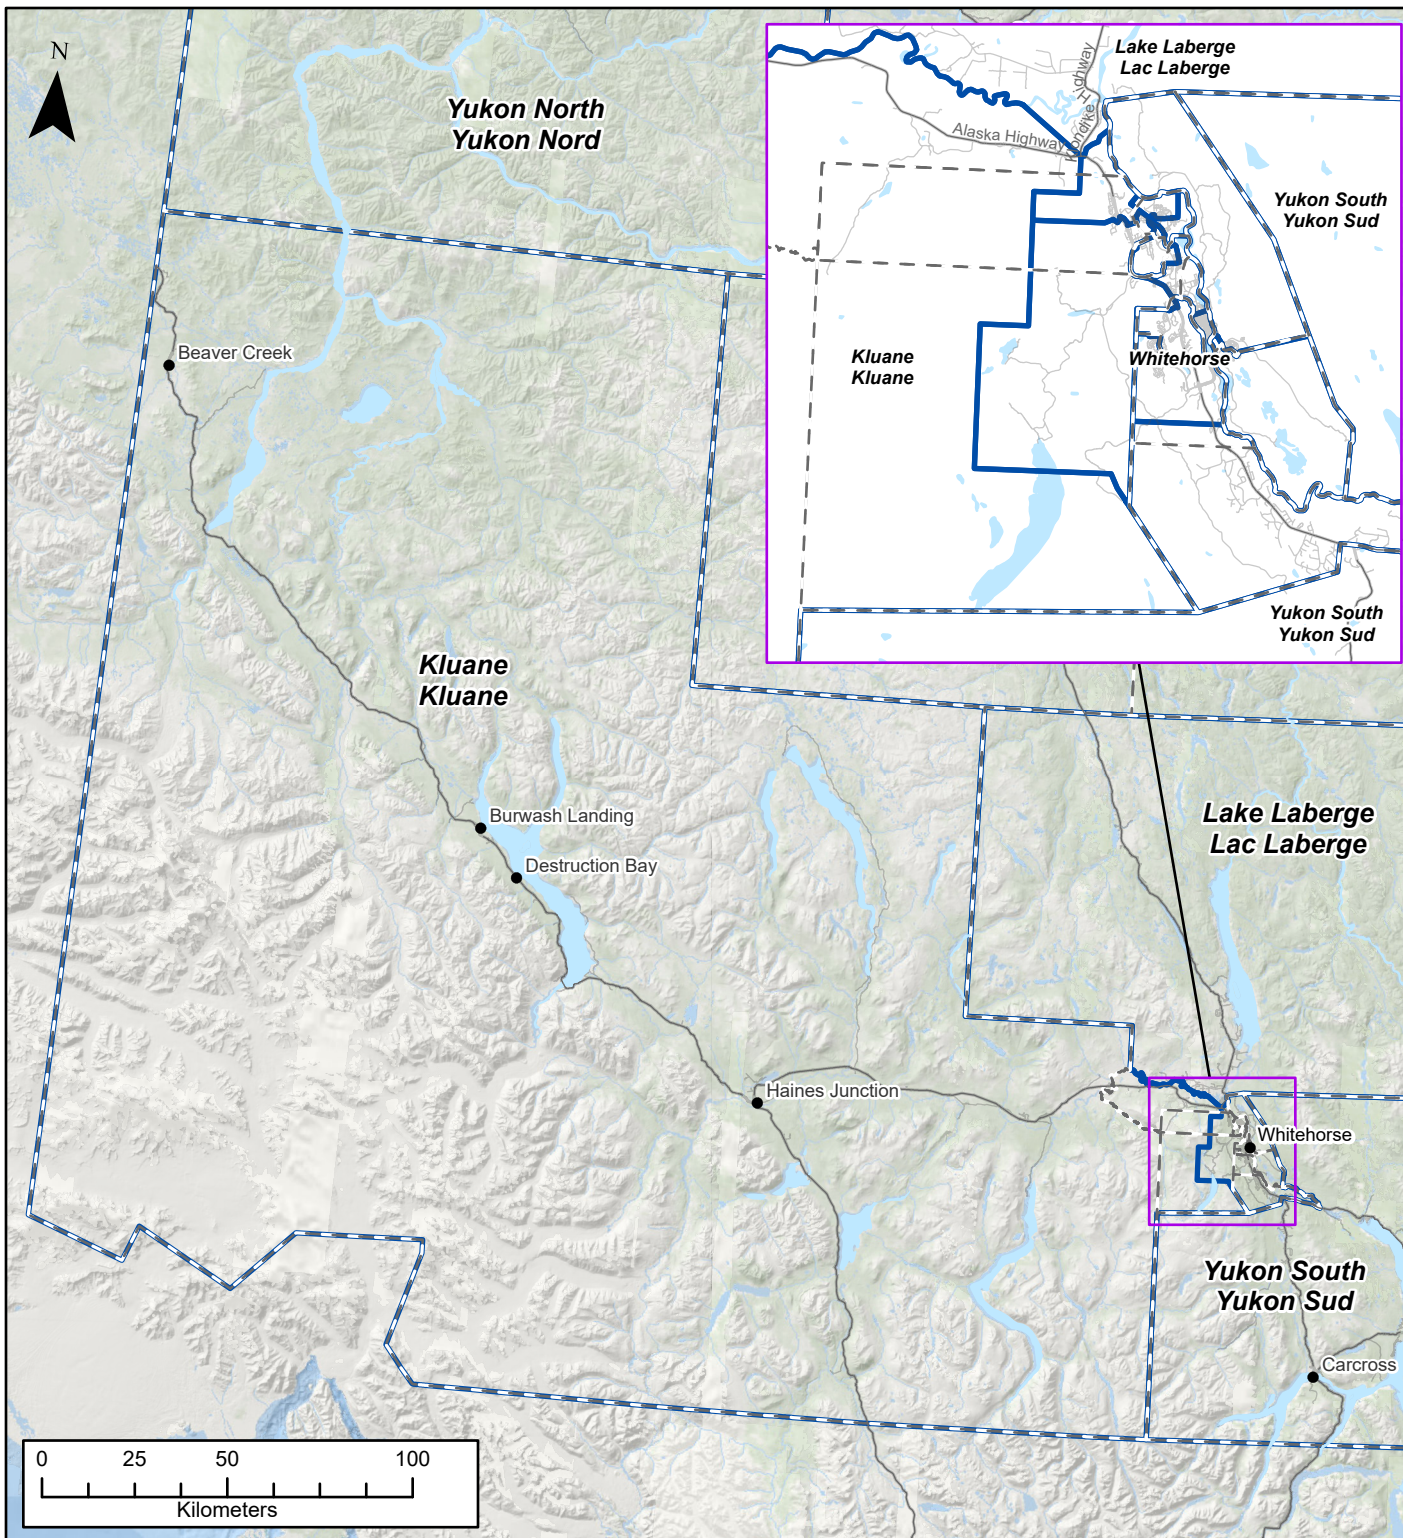 N
Yukon North
Yukon Nord
Lake Laberge
Lac Laberge
Klondike Highway
Alaska Highway
Yukon South
Yukon Sud
Kluane
Kluane
Whitehorse
Yukon South
Yukon Sud
Beaver Creek
Kluane
Kluane
Burwash Landing
Destruction Bay
Lake Laberge
Lac Laberge
Haines Junction
Whitehorse
Yukon South
Yukon Sud
Carcross
0 25 50 100
Kilometers